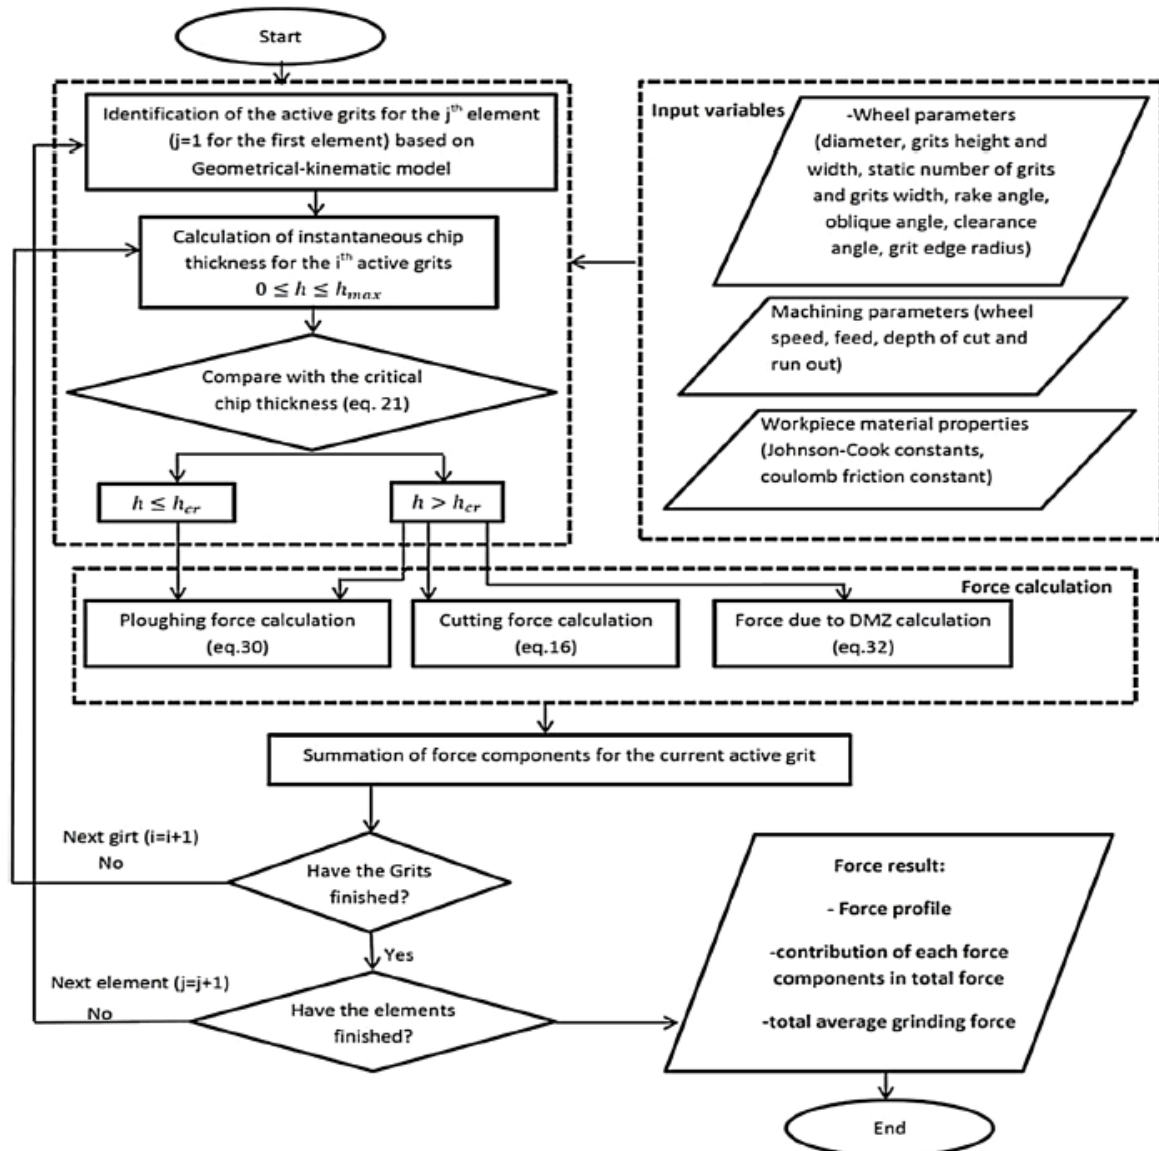 Start
Identification of the active grits for the jth element
(j=1 for the first element) based on
Geometrical-kinematic model
Calculation of instantaneous chip
thickness for the ith active grits
0 ≤ h ≤ hmax
Compare with the critical
chip thickness (eq. 21)
h ≤ hcr
h > hcr
Input variables
-Wheel parameters
(diameter, grits height and
width, static number of grits
and grits width, rake angle,
oblique angle, clearance
angle, grit edge radius)
Machining parameters (wheel
speed, feed, depth of cut and
run out)
Workpiece material properties
(Johnson-Cook constants,
coulomb friction constant)
Force calculation
Ploughing force calculation
(eq.30)
Cutting force calculation
(eq.16)
Force due to DMZ calculation
(eq.32)
Summation of force components for the current active grit
Next girt (i=i+1)
No
Have the Grits
finished?
Yes
Next element (j=j+1)
No
Have the elements
finished?
Force result:
- Force profile
-contribution of each force
components in total force
-total average grinding force
End